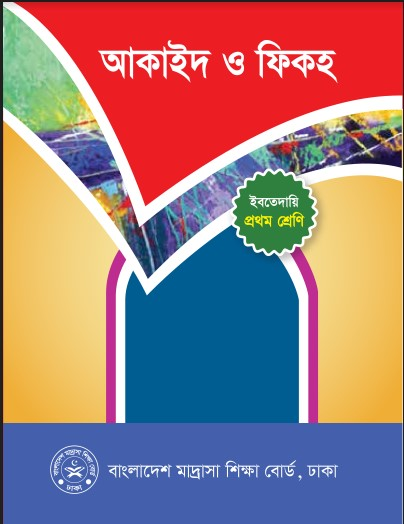 আকাইদ ও ফিকহ
ইবতেদায়ি
প্রথম শ্রেণি
বাংলাদেশ মাদ্রাসা শিক্ষা বোর্ড
ঢাকা
বাংলাদেশ মাদ্রাসা শিক্ষা বোর্ড, ঢাকা